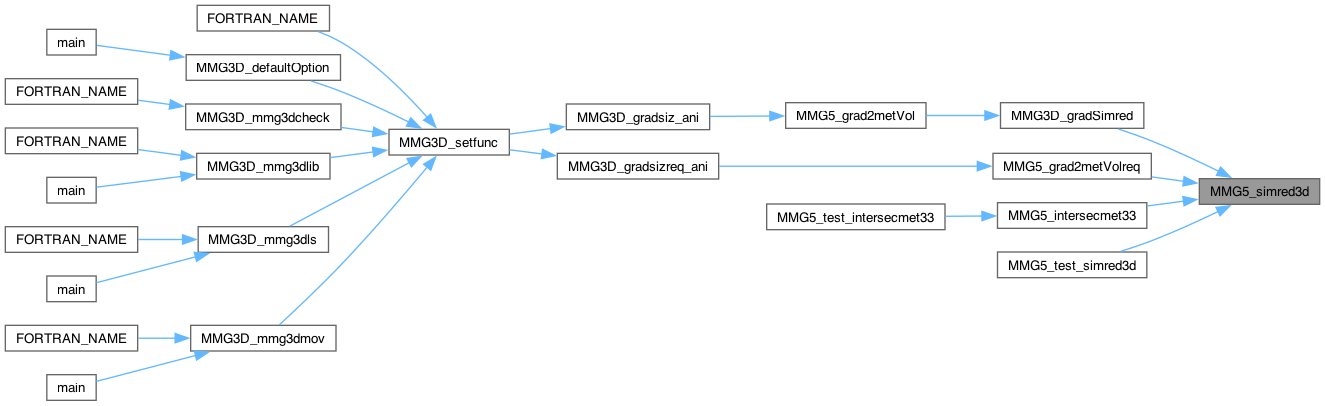 FORTRAN_NAME
main
MMG3D_defaultOption
FORTRAN_NAME
MMG3D_mmg3dcheck
FORTRAN_NAME
MMG3D_mmg3dlib
main
FORTRAN_NAME
MMG3D_mmg3dls
main
FORTRAN_NAME
MMG3D_mmg3dmov
main
MMG3D_setfunc
MMG3D_gradsiz_ani
MMG3D_gradsizreq_ani
MMG5_grad2metVol
MMG3D_gradSimred
MMG5_grad2metVolreq
MMG5_test_intersecmet33
MMG5_intersecmet33
MMG5_test_simred3d
MMG5_simred3d